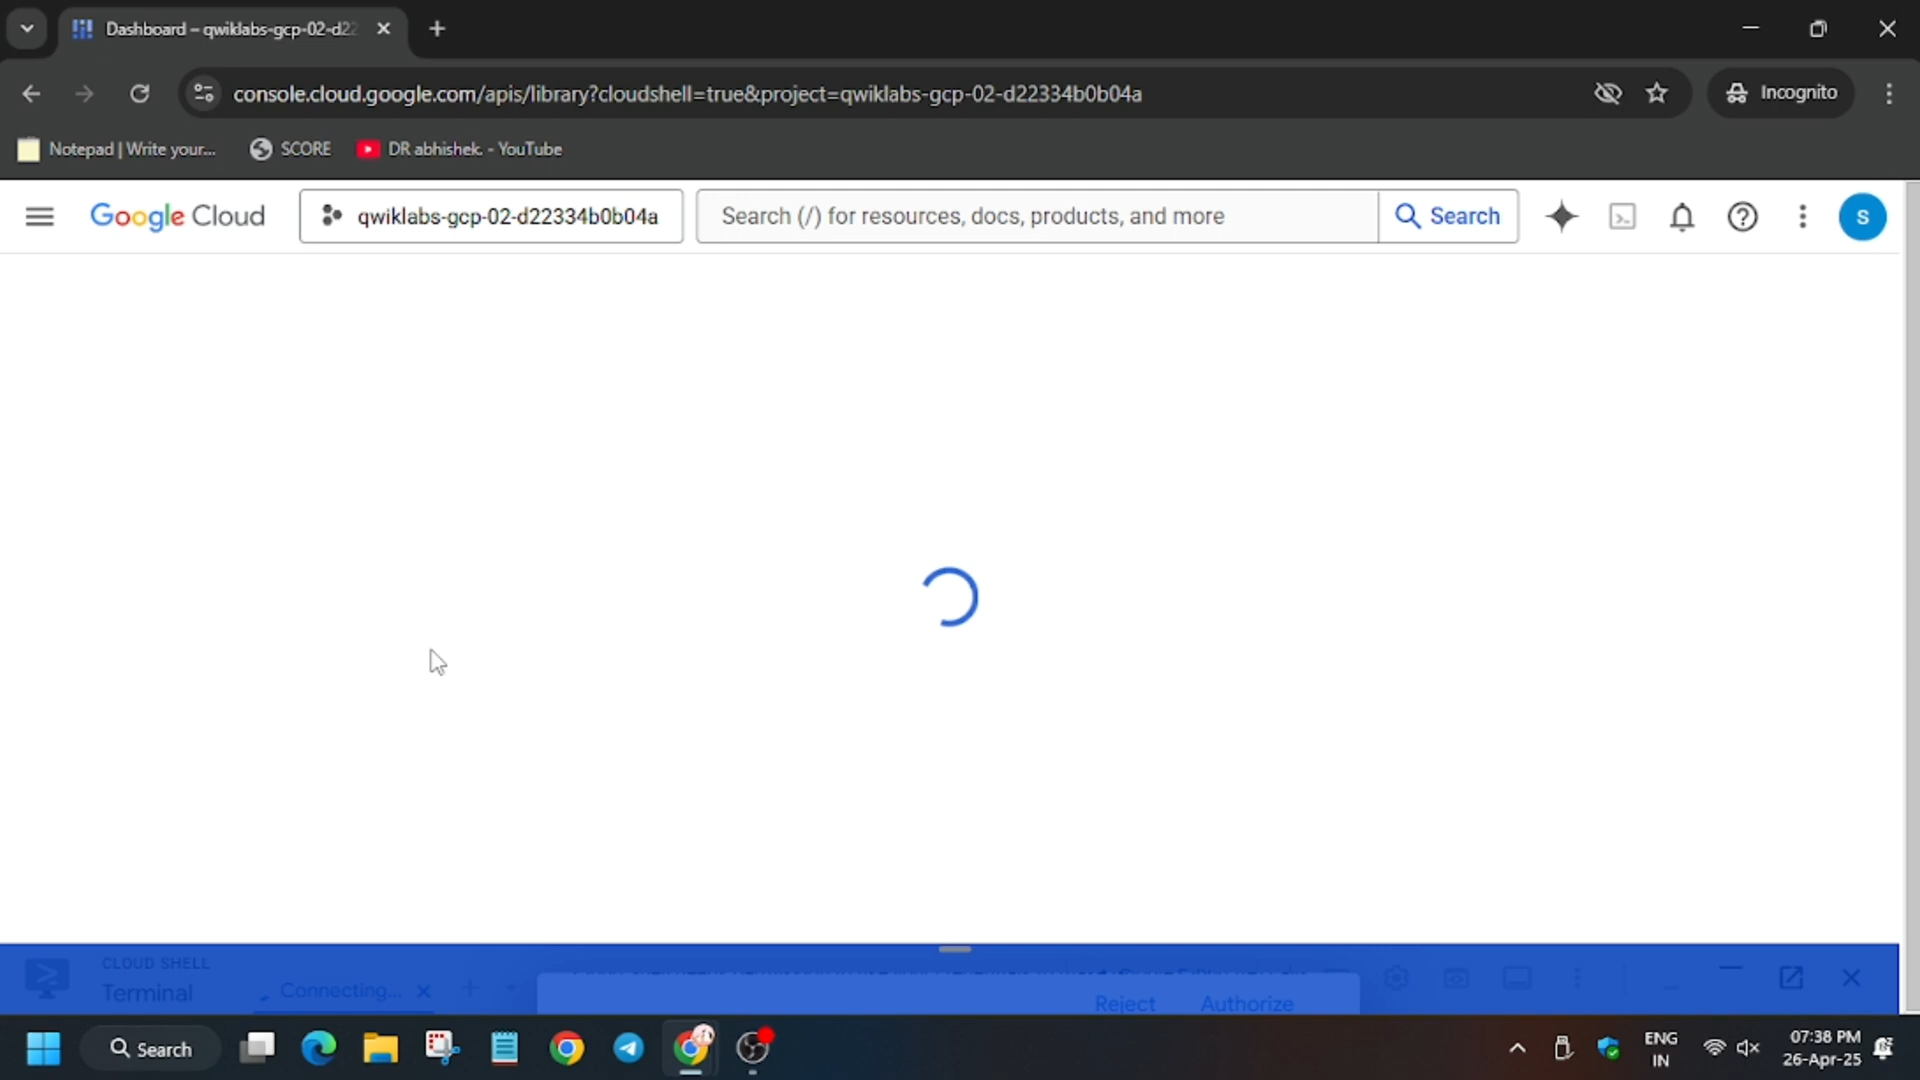 Dashboard – qwiklabs-gcp-02-d22
console.cloud.google.com/apis/library?cloudshell=true&project=qwiklabs-gcp-02-d22334b0b04a
Incognito
Notepad | Write your...
SCORE
DR abhishek. - YouTube
Google Cloud
qwiklabs-gcp-02-d22334b0b04a
Search (/) for resources, docs, products, and more
Search
S
CLOUD SHELL
Terminal
Connecting...
Reject
Authorize
Search
ENG
IN
07:38 PM
26-Apr-25